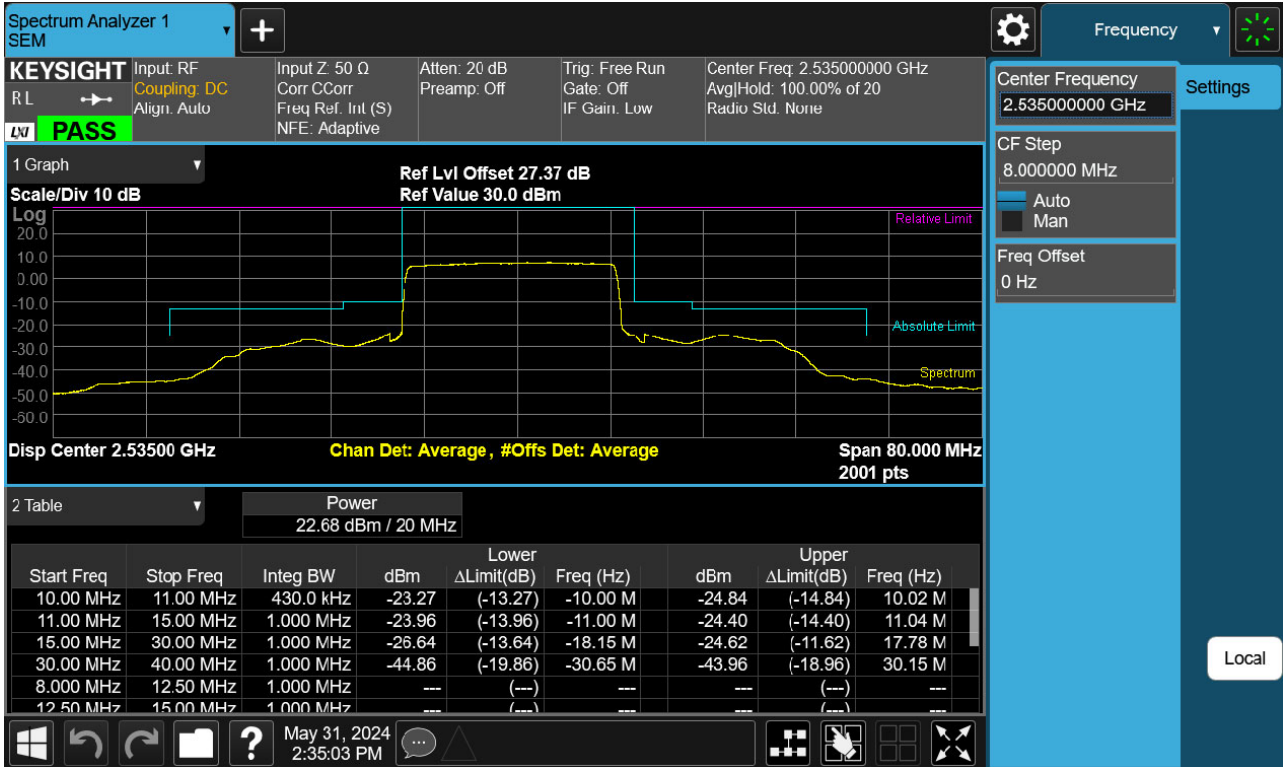 Spectrum Analyzer 1
SEM
Frequency
KEYSIGHT
RL
LXI
PASS
Input: RF
Coupling: DC
Align: Auto
Input Z: 50 Ω
Corr CCorr
Freq Ref: Int (S)
NFE: Adaptive
Atten: 20 dB
Preamp: Off
Trig: Free Run
Gate: Off
IF Gain: Low
Center Freq: 2.535000000 GHz
Avg|Hold: 100.00% of 20
Radio Std: None
Center Frequency
2.535000000 GHz
Settings
CF Step
8.000000 MHz
Auto
Man
Freq Offset
0 Hz
1 Graph
Scale/Div 10 dB
Ref Lvl Offset 27.37 dB
Ref Value 30.0 dBm
Log
20.0
10.0
0.00
-10.0
-20.0
-30.0
-40.0
-50.0
-60.0
Relative Limit
Absolute Limit
Spectrum
Disp Center 2.53500 GHz
Chan Det: Average, #Offs Det: Average
Span 80.000 MHz
2001 pts
2 Table
Power
22.68 dBm / 20 MHz
Lower Upper
Start Freq Stop Freq Integ BW dBm ΔLimit(dB) Freq (Hz) dBm ΔLimit(dB) Freq (Hz)
10.00 MHz 11.00 MHz 430.0 kHz -23.27 (-13.27) -10.00 M -24.84 (-14.84) 10.02 M
11.00 MHz 15.00 MHz 1.000 MHz -23.96 (-13.96) -11.00 M -24.40 (-14.40) 11.04 M
15.00 MHz 30.00 MHz 1.000 MHz -26.64 (-13.64) -18.15 M -24.62 (-11.62) 17.78 M
30.00 MHz 40.00 MHz 1.000 MHz -44.86 (-19.86) -30.65 M -43.96 (-18.96) 30.15 M
8.000 MHz 12.50 MHz 1.000 MHz --- (---) --- --- (---) ---
12.50 MHz 15.00 MHz 1.000 MHz --- (---) --- --- (---) ---
Local
?
May 31, 2024
2:35:03 PM